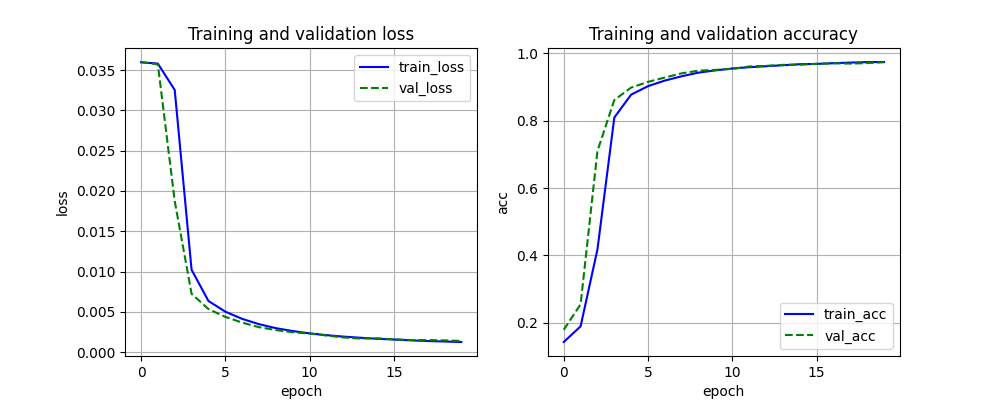 Training and validation loss
0.035
0.030
0.025
0.020
0.015
0.010
0.005
0.000
loss
train_loss
val_loss
0 5 10 15
epoch
Training and validation accuracy
1.0
0.8
0.6
0.4
0.2
acc
train_acc
val_acc
0 5 10 15
epoch